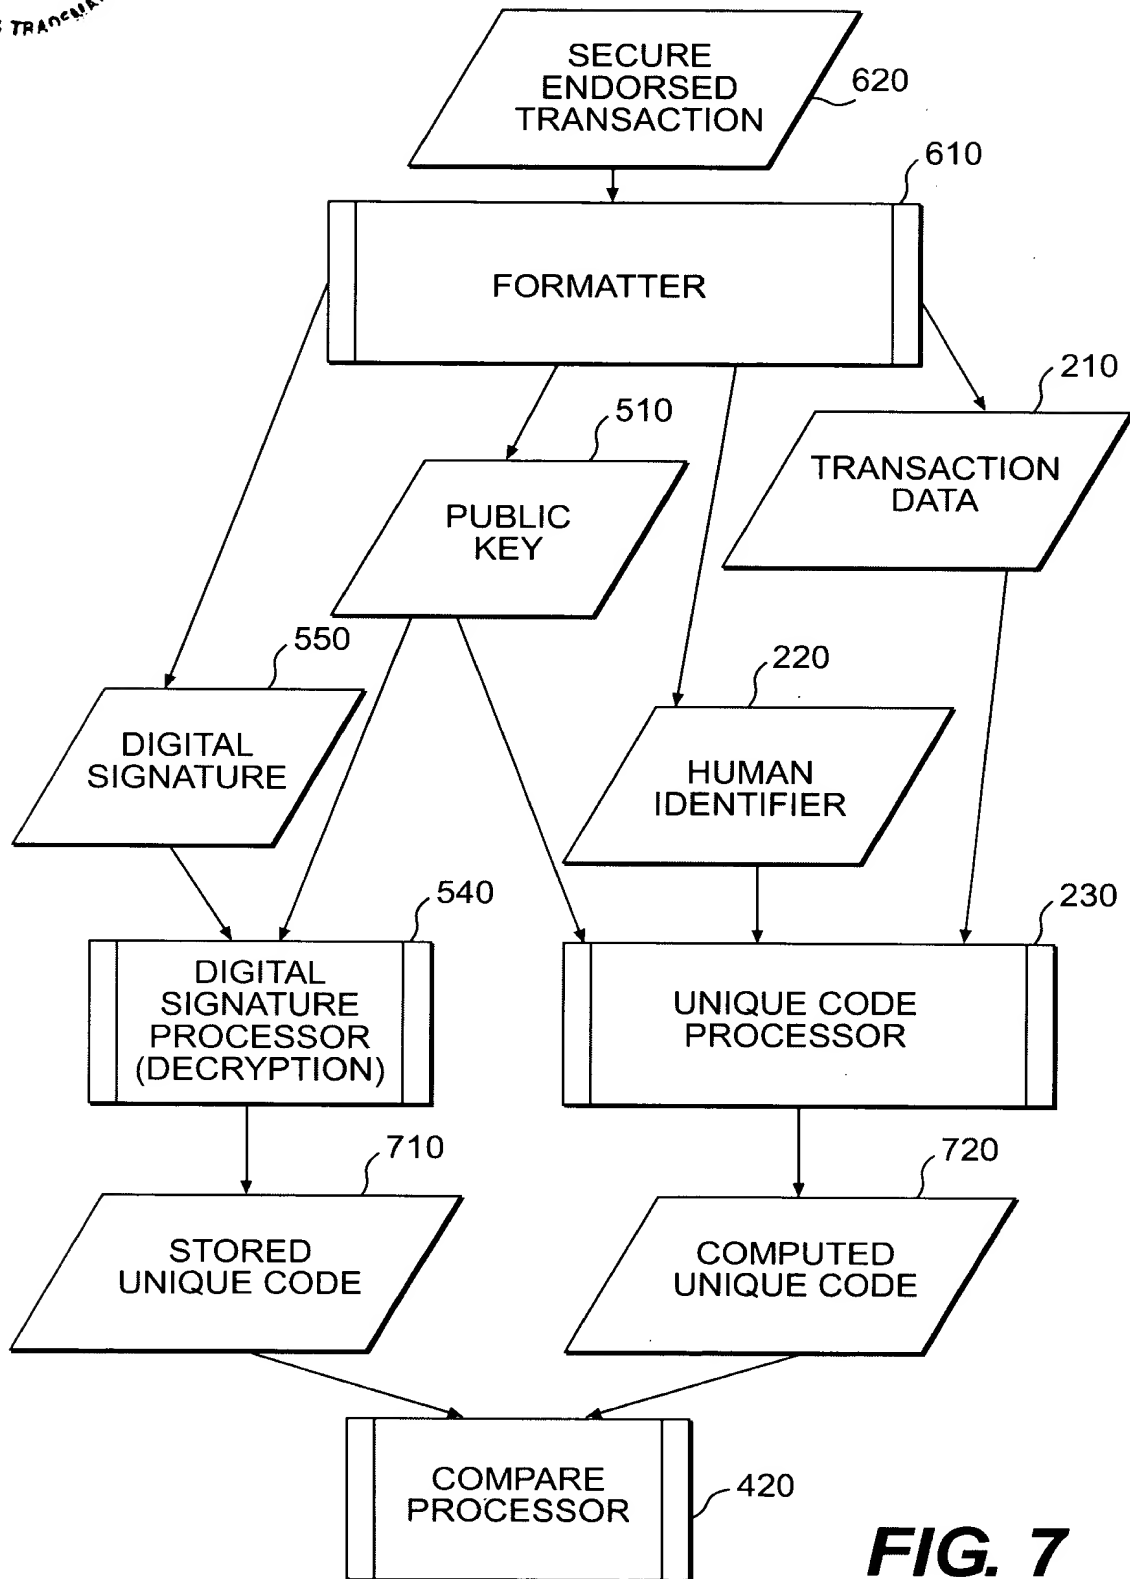 TRADEMA
SECURE
ENDORSED
TRANSACTION
620
610
FORMATTER
210
TRANSACTION
DATA
510
PUBLIC
KEY
550
DIGITAL
SIGNATURE
220
HUMAN
IDENTIFIER
540
DIGITAL
SIGNATURE
PROCESSOR
(DECRYPTION)
230
UNIQUE CODE
PROCESSOR
710
STORED
UNIQUE CODE
720
COMPUTED
UNIQUE CODE
COMPARE
PROCESSOR
420
FIG. 7